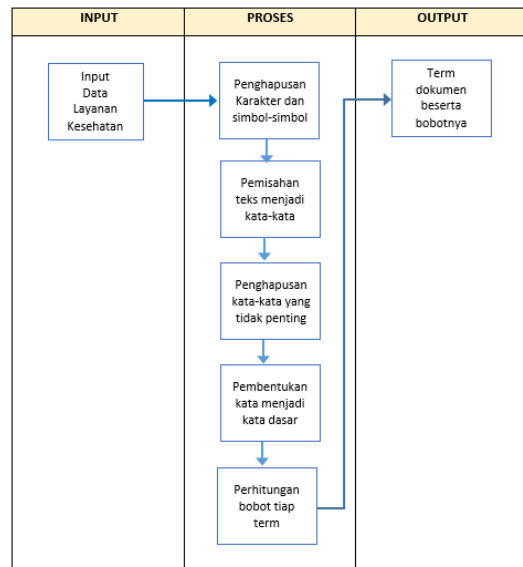 INPUT
PROSES
OUTPUT
Input
Data
Layanan
Kesehatan
Penghapusan
Karakter dan
simbol-simbol
Term
dokumen
beserta
bobotnya
Pemisahan
teks menjadi
kata-kata
Penghapusan
kata-kata yang
tidak penting
Pembentukan
kata menjadi
kata dasar
Perhitungan
bobot tiap
term